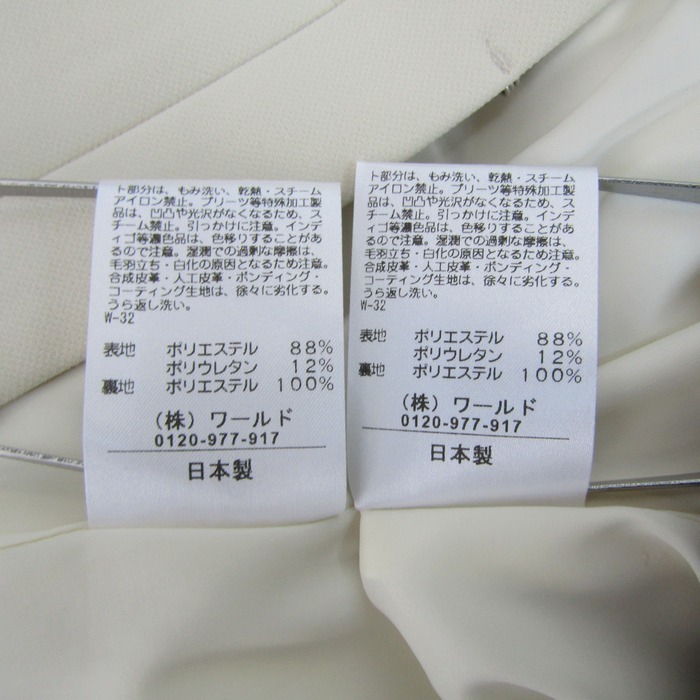 ト部分は、もみ洗い、乾熱・スチーム
アイロン禁止。プリーツ等特殊加工製
品は、凹凸や光沢がなくなるため、ス
チーム禁止。引っかけに注意。インデ
ィゴ等濃色品は、色移りすることがあ
るので注意。湿潤での過剰な摩擦は、
毛羽立ち・白化の原因となるため注意。
合成皮革・人工皮革・ボンディング・
コーティング生地は、徐々に劣化する。
うら返し洗い。
W-32
表地 ポリエステル 88%
ポリウレタン 12%
裏地 ポリエステル 100%
(株) ワールド
0120-977-917
日本製
ト部分は、もみ洗い、乾熱・スチーム
アイロン禁止。プリーツ等特殊加工製
品は、凹凸や光沢がなくなるため、ス
チーム禁止。引っかけに注意。インデ
ィゴ等濃色品は、色移りすることがあ
るので注意。湿潤での過剰な摩擦は、
毛羽立ち・白化の原因となるため注意。
合成皮革・人工皮革・ボンディング・
コーティング生地は、徐々に劣化する。
うら返し洗い。
W-32
表地 ポリエステル 88%
ポリウレタン 12%
裏地 ポリエステル 100%
(株) ワールド
0120-977-917
日本製